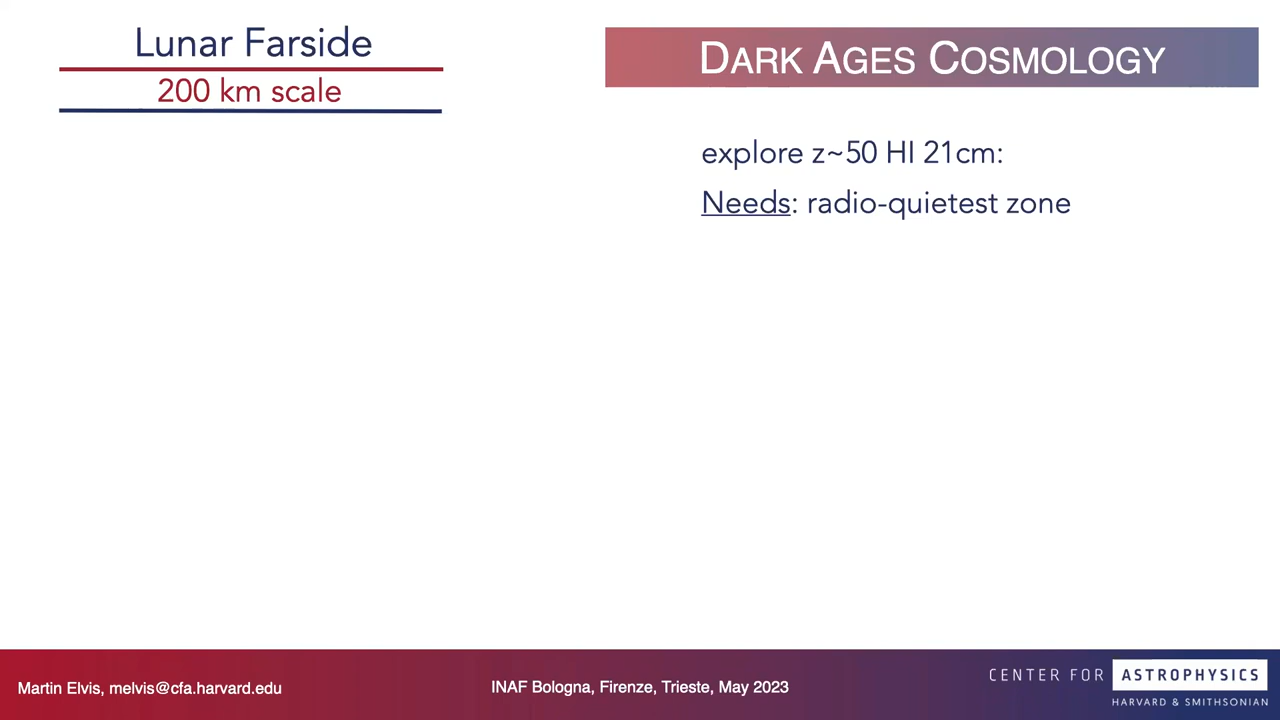 Lunar Farside
200 km scale
DARK AGES COSMOLOGY
explore z~50 HI 21cm:
Needs: radio-quietest zone
Martin Elvis, melvis@cfa.harvard.edu
INAF Bologna, Firenze, Trieste, May 2023
CENTER FOR ASTROPHYSICS
HARVARD & SMITHSONIAN